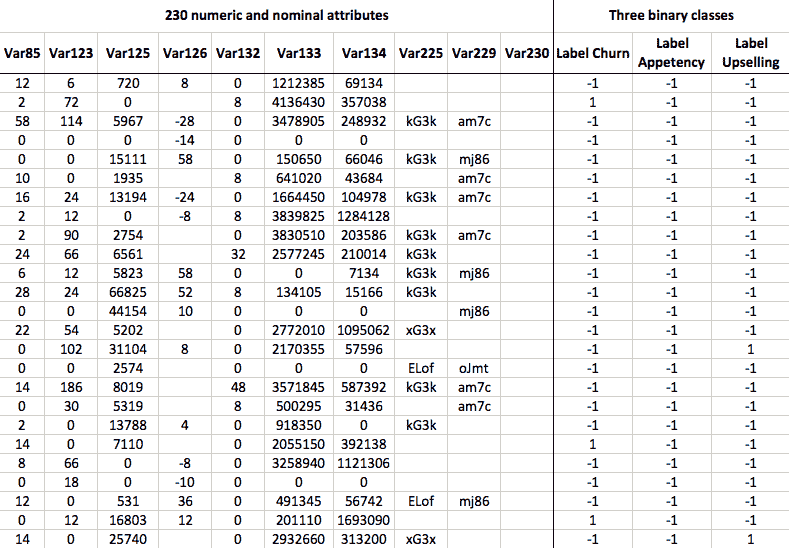 230 numeric and nominal attributes Three binary classes
Var85 Var123 Var125 Var126 Var132 Var133 Var134 Var225 Var229 Var230 Label Churn Label Appetency Label Upselling
12 6 720 8 0 1212385 69134 -1 -1 -1
2 72 0 8 4136430 357038 1 -1 -1
58 114 5967 -28 0 3478905 248932 kG3k am7c -1 -1 -1
0 0 0 -14 0 0 0 -1 -1 -1
0 0 15111 58 0 150650 66046 kG3k mj86 -1 -1 -1
10 0 1935 8 641020 43684 am7c -1 -1 -1
16 24 13194 -24 0 1664450 104978 kG3k am7c -1 -1 -1
2 12 0 -8 8 3839825 1284128 -1 -1 -1
2 90 2754 0 3830510 203586 kG3k am7c -1 -1 -1
24 66 6561 32 2577245 210014 kG3k -1 -1 -1
6 12 5823 58 0 0 7134 kG3k mj86 -1 -1 -1
28 24 66825 52 8 134105 15166 kG3k -1 -1 -1
0 0 44154 10 0 0 0 mj86 -1 -1 -1
22 54 5202 0 2772010 1095062 xG3x -1 -1 -1
0 102 31104 8 0 2170355 57596 -1 -1 1
0 0 2574 0 0 0 ELof oJmt -1 -1 -1
14 186 8019 48 3571845 587392 kG3k am7c -1 -1 -1
0 30 5319 8 500295 31436 am7c -1 -1 -1
2 0 13788 4 0 918350 0 kG3k -1 -1 -1
14 0 7110 0 2055150 392138 1 -1 -1
8 66 0 -8 0 3258940 1121306 -1 -1 -1
0 18 0 -10 0 0 0 -1 -1 -1
12 0 531 36 0 491345 56742 ELof mj86 -1 -1 -1
0 12 16803 12 0 201110 1693090 1 -1 -1
14 0 25740 0 2932660 313200 xG3x -1 -1 1